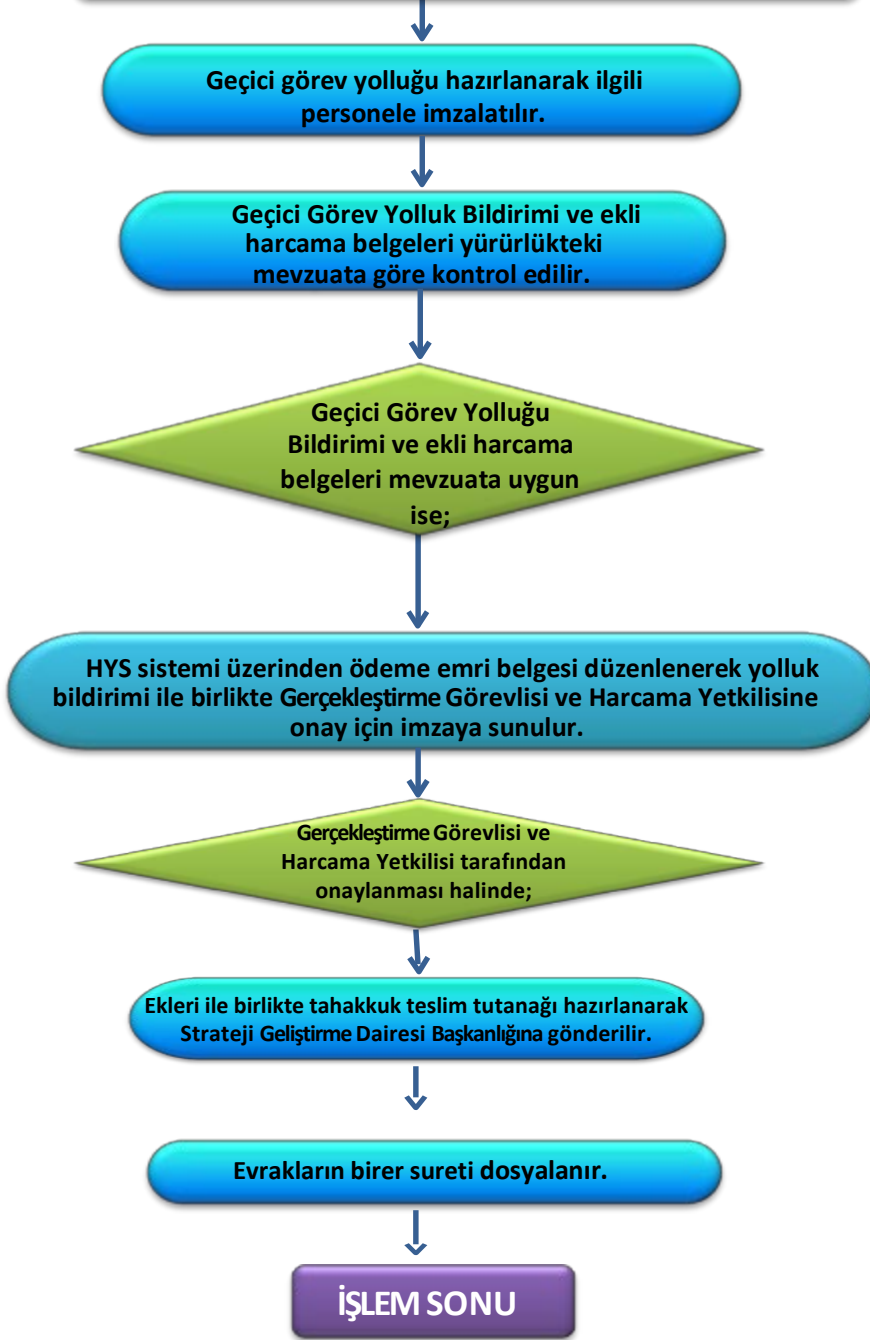 Geçici görev yolluğu hazırlanarak ilgili
personele imzalatılır.
Geçici Görev Yolluk Bildirimi ve ekli
harcama belgeleri yürürlükteki
mevzuata göre kontrol edilir.
Geçici Görev Yolluğu
Bildirimi ve ekli harcama
belgeleri mevzuata uygun
ise;
HYS sistemi üzerinden ödeme emri belgesi düzenlenerek yolluk
bildirimi ile birlikte Gerçekleştirme Görevlisi ve Harcama Yetkilisine
onay için imzaya sunulur.
Gerçekleştirme Görevlisi ve
Harcama Yetkilisi tarafından
onaylanması halinde;
Ekleri ile birlikte tahakkuk teslim tutanağı hazırlanarak
Strateji Geliştirme Dairesi Başkanlığına gönderilir.
Evrakların birer sureti dosyalanır.
İŞLEM SONU